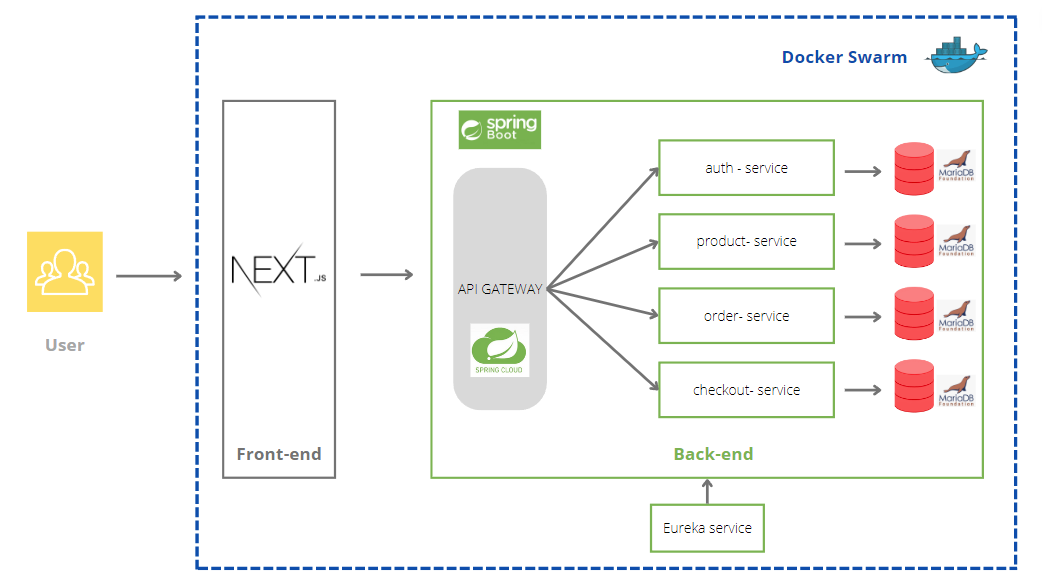 Docker Swarm
spring
Boot
auth - service
MariaDB
Foundation
product- service
MariaDB
Foundation
NEXT.JS
API GATEWAY
order- service
MariaDB
Foundation
User
SPRING CLOUD
checkout- service
MariaDB
Foundation
Front-end
Back-end
Eureka service